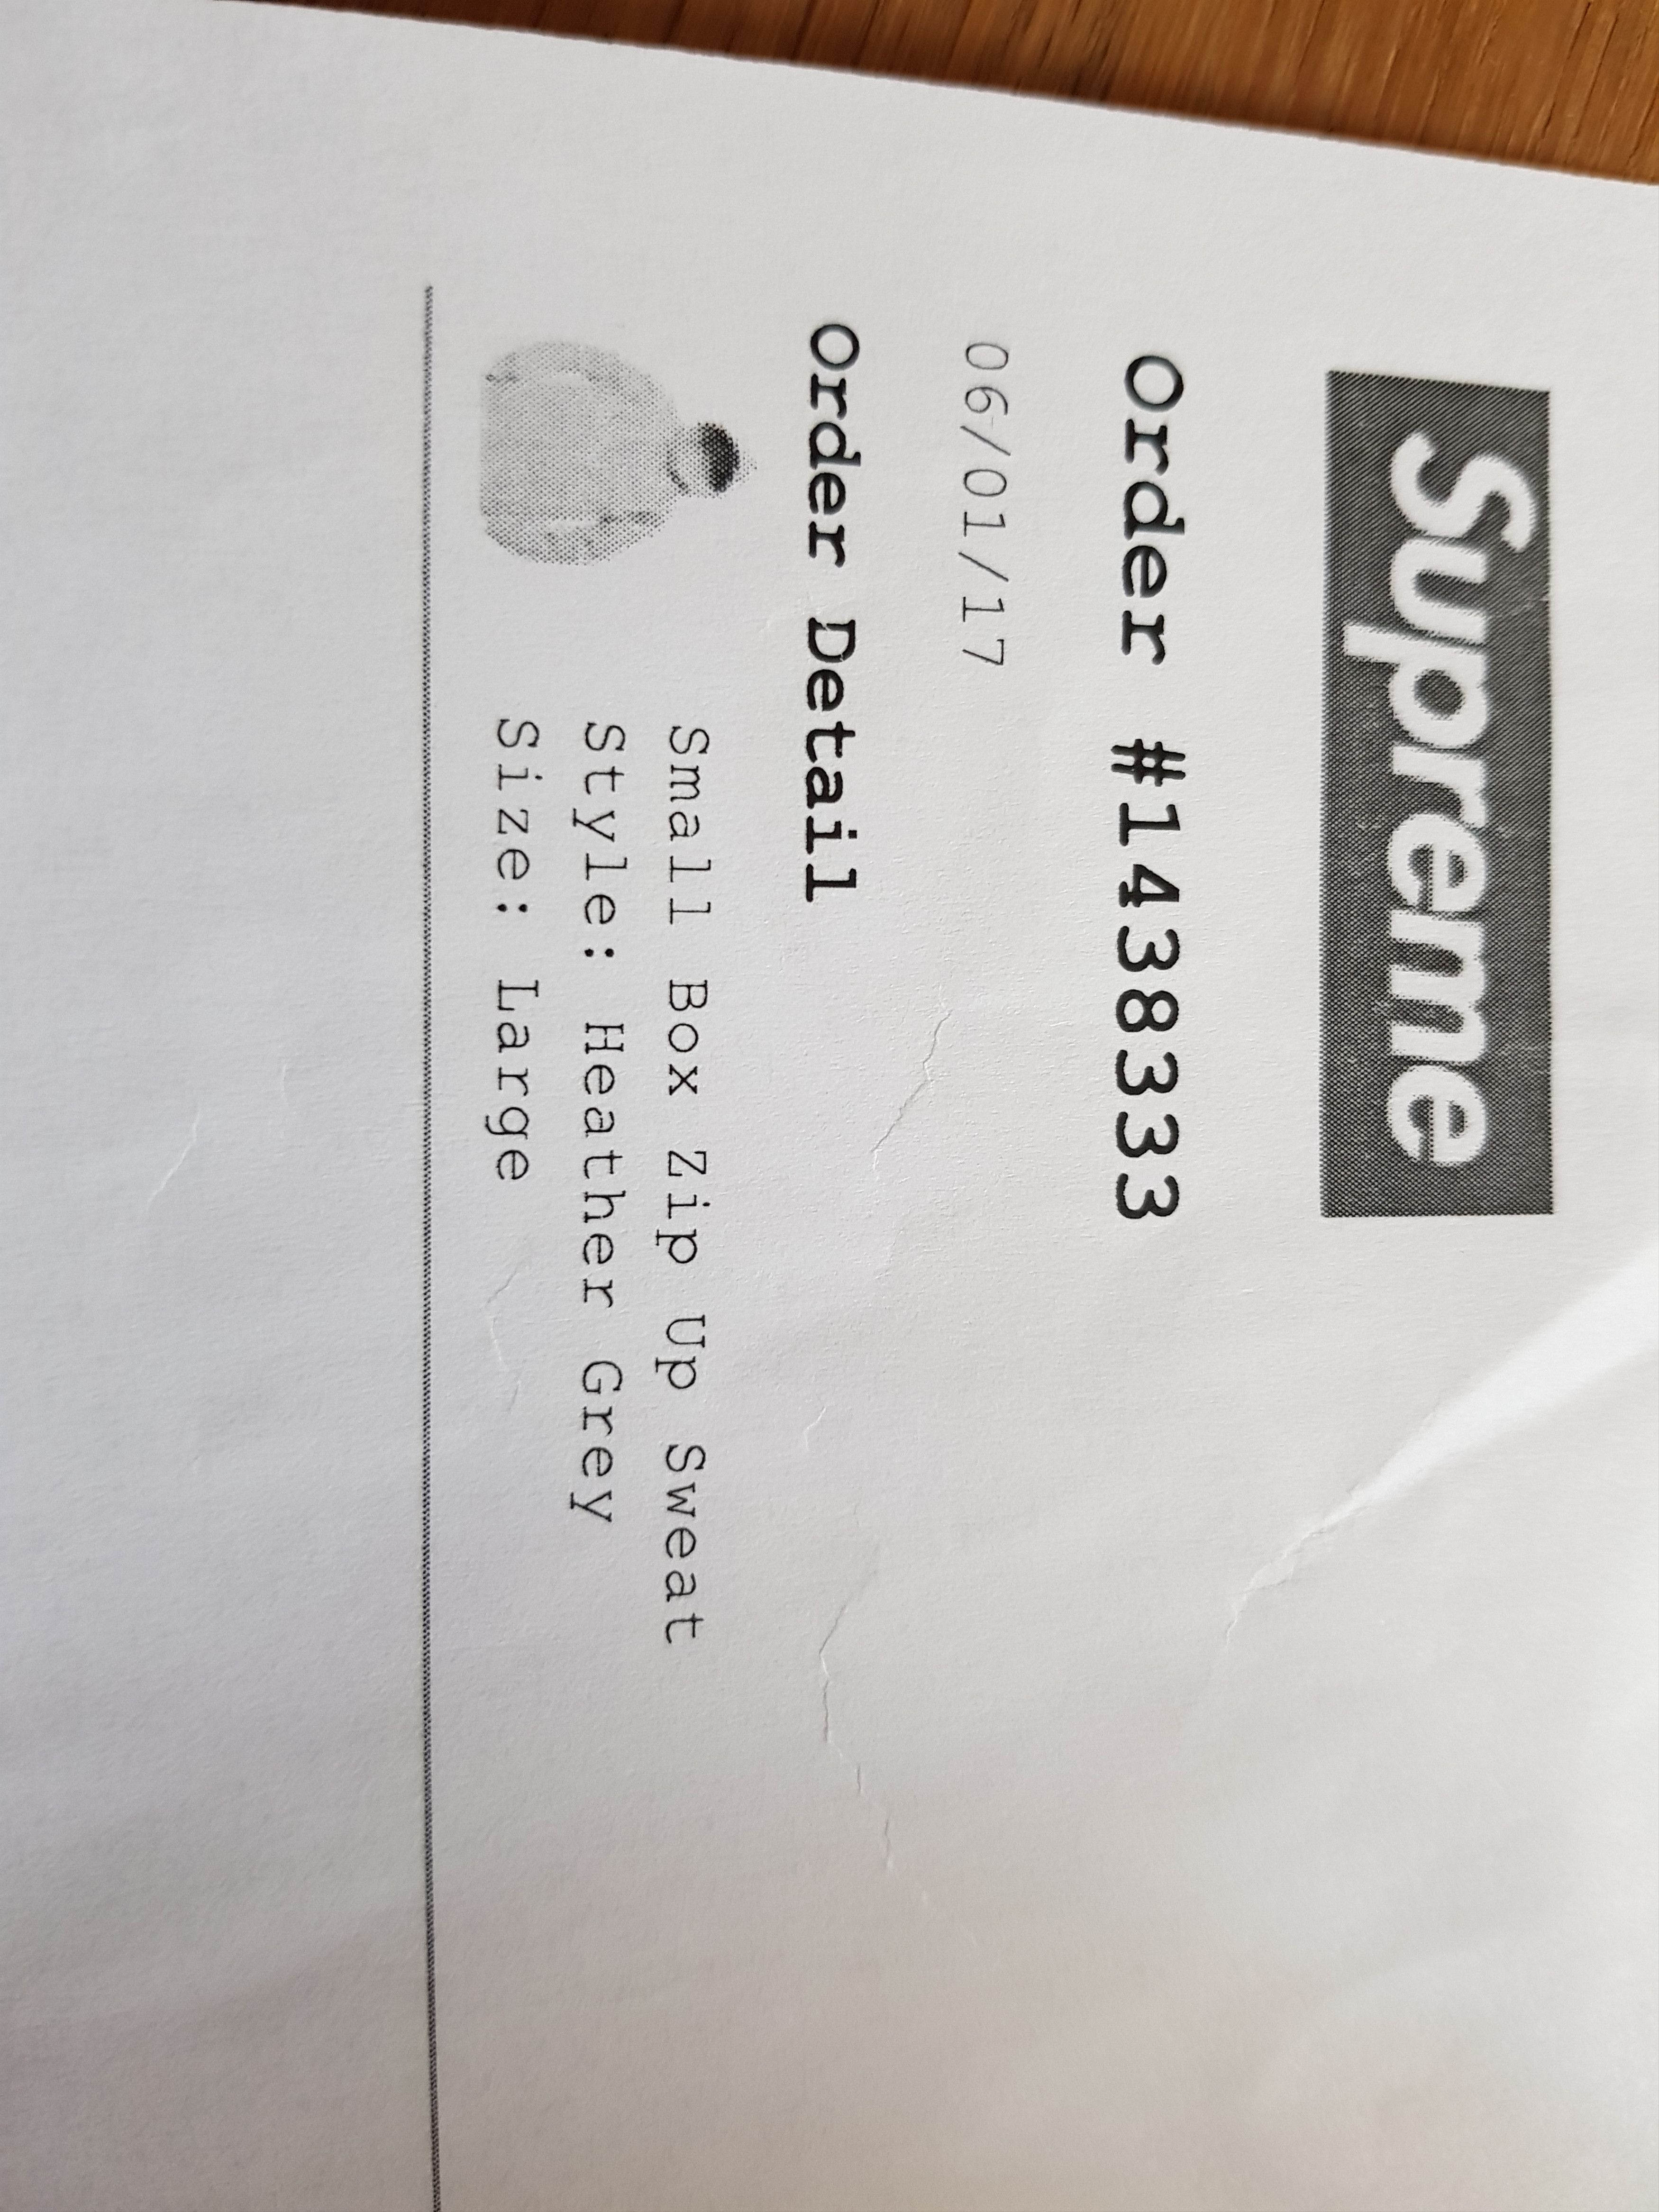 Supreme
Order #1438333
06/01/17
Order Detail
Small Box Zip Up Sweat
Style: Heather Grey
Size: Large